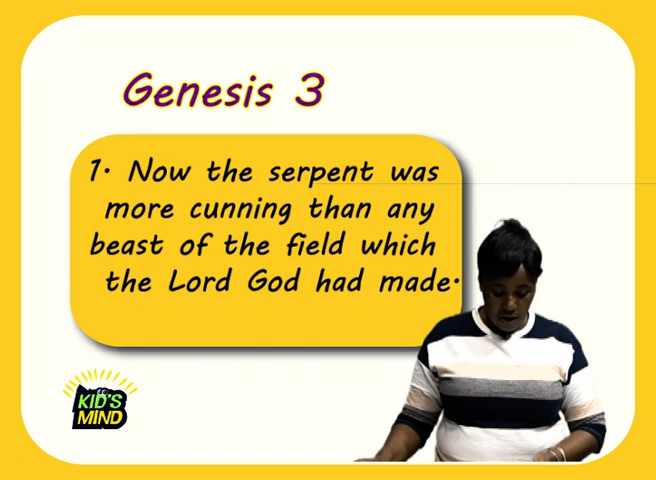 Genesis 3
1. Now the serpent was
more cunning than any
beast of the field which
the Lord God had made.
KID'S
MIND